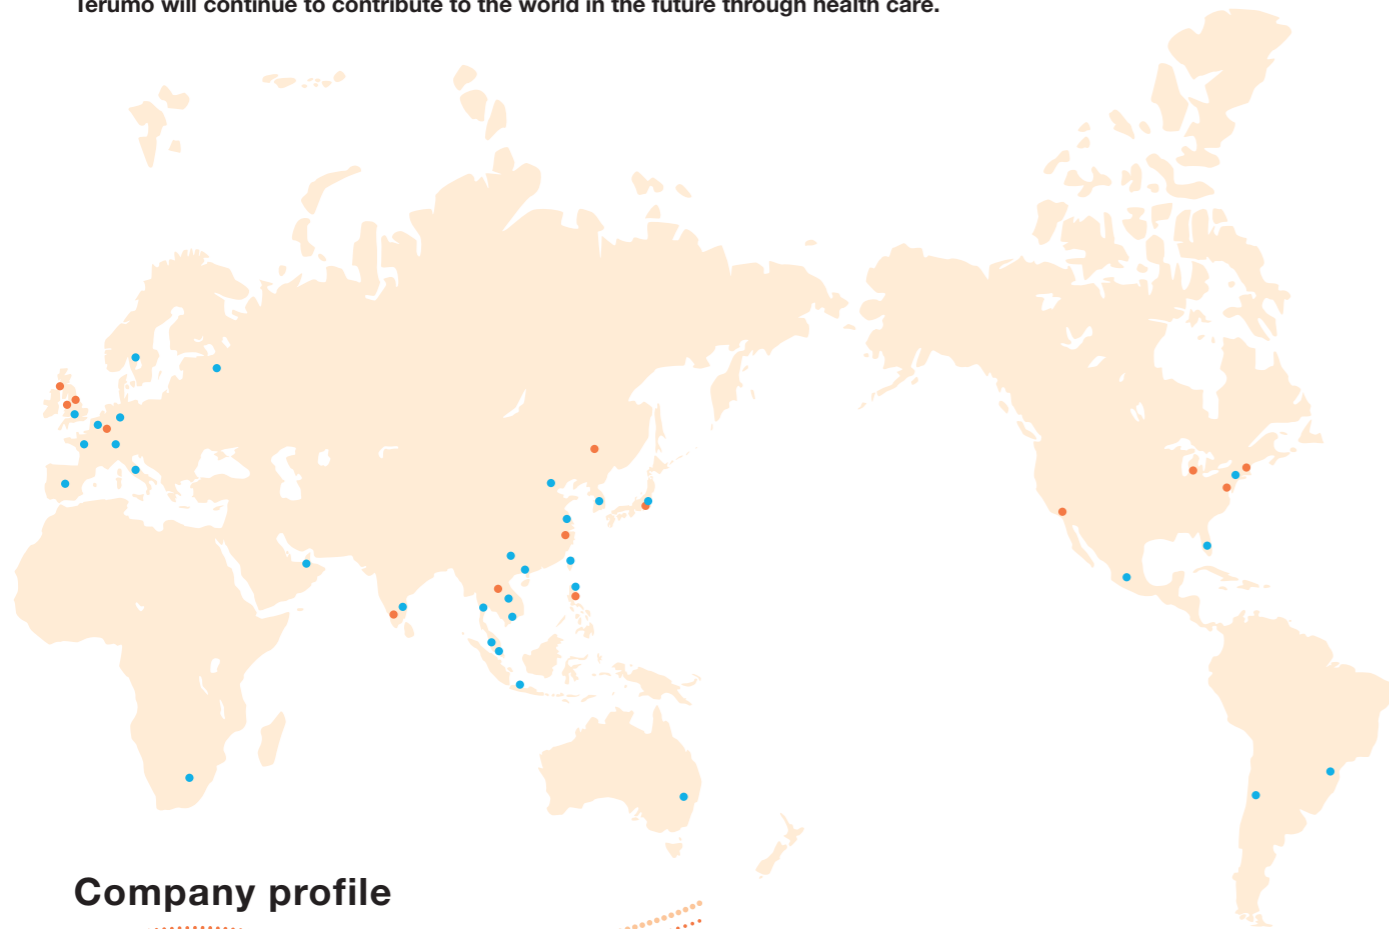 Terumo will continue to contribute to the world in the future through health care.
Company profile